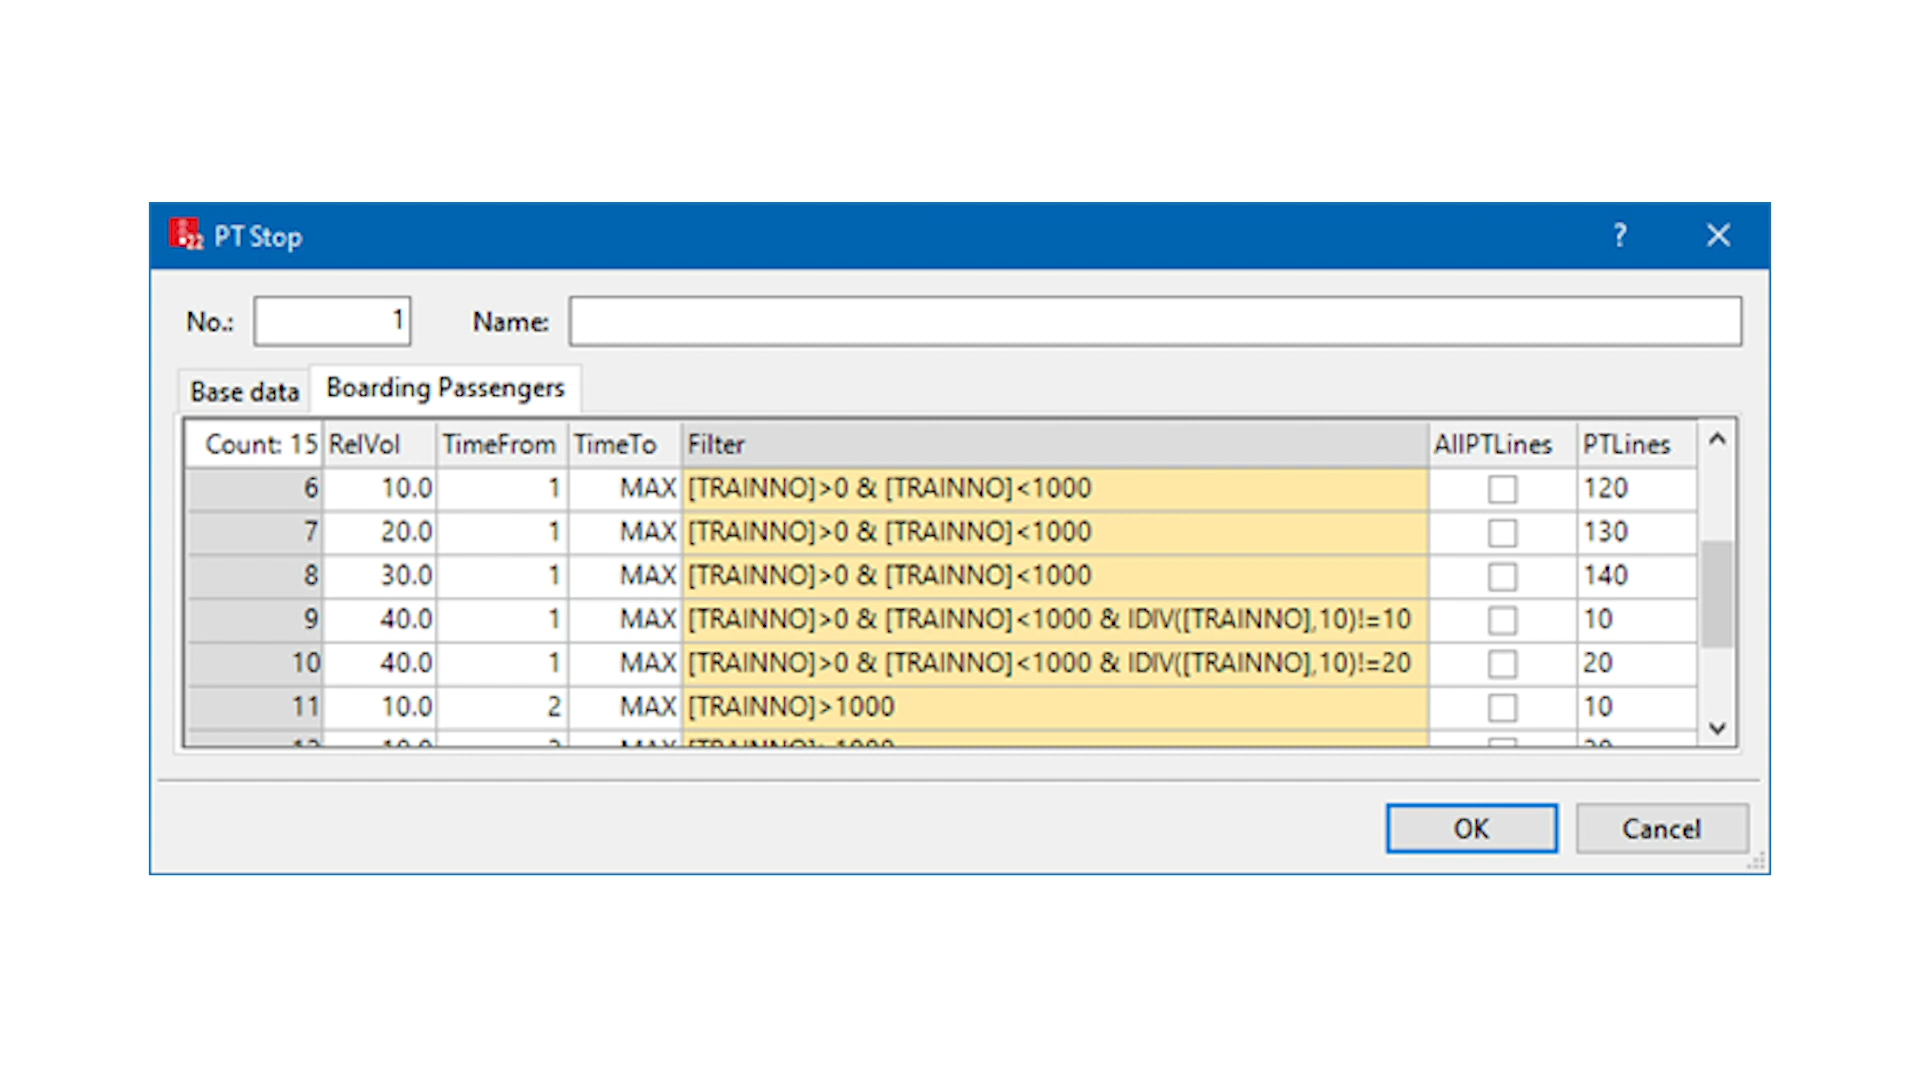 22 PT Stop ?
No.: 1 Name:
Base data Boarding Passengers
Count: 15 RelVol TimeFrom TimeTo Filter AllPTLines PTLines
6 10.0 1 MAX [TRAINNO]>0 & [TRAINNO]<1000 120
7 20.0 1 MAX [TRAINNO]>0 & [TRAINNO]<1000 130
8 30.0 1 MAX [TRAINNO]>0 & [TRAINNO]<1000 140
9 40.0 1 MAX [TRAINNO]>0 & [TRAINNO]<1000 & IDIV([TRAINNO],10)!=10 10
10 40.0 1 MAX [TRAINNO]>0 & [TRAINNO]<1000 & IDIV([TRAINNO],10)!=20 20
11 10.0 2 MAX [TRAINNO]>1000 10
OK Cancel